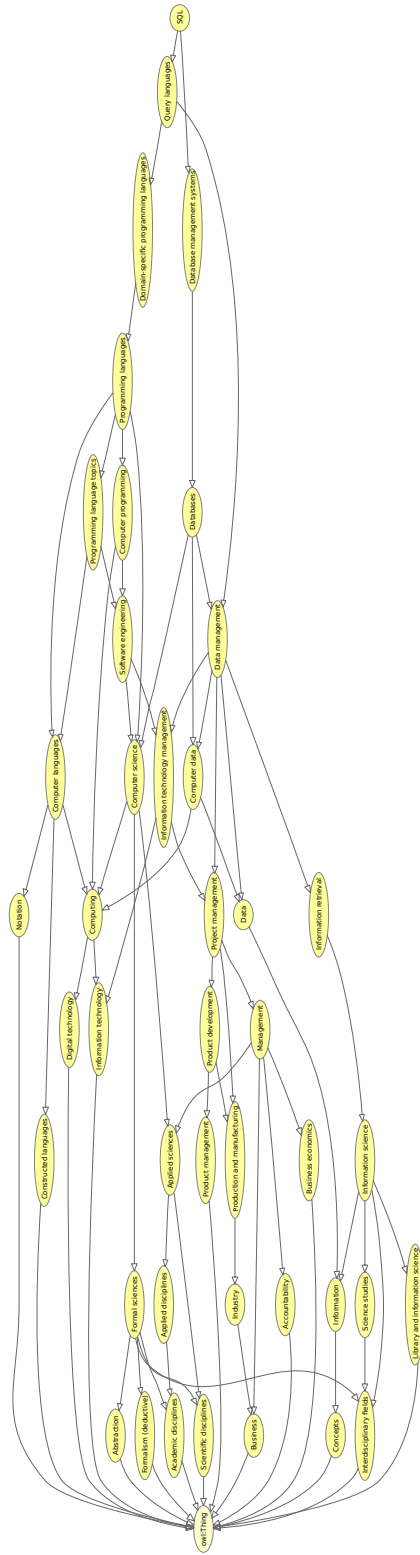 SQL
Query languages
Domain-specific programming languages
Database management systems
Programming languages
Programming language topics
Computer programming
Databases
Software engineering
Data management
Computer languages
Computer science
Information technology management
Computer data
Notation
Computing
Project management
Data
Information retrieval
Digital technology
Information technology
Product development
Management
Constructed languages
Applied sciences
Product management
Production and manufacturing
Business economics
Information science
Formal sciences
Applied disciplines
Industry
Accountability
Information
Science studies
Library and information science
Abstraction
Formalism (deductive)
Academic disciplines
Scientific disciplines
Business
Concepts
Interdisciplinary fields
owl:Thing